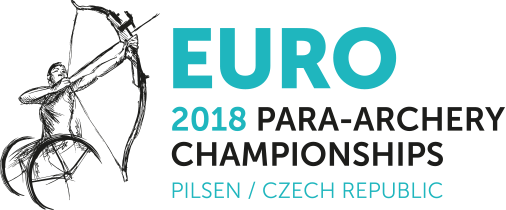 EURO
2018 PARA-ARCHERY
CHAMPIONSHIPS
PILSEN / CZECH REPUBLIC